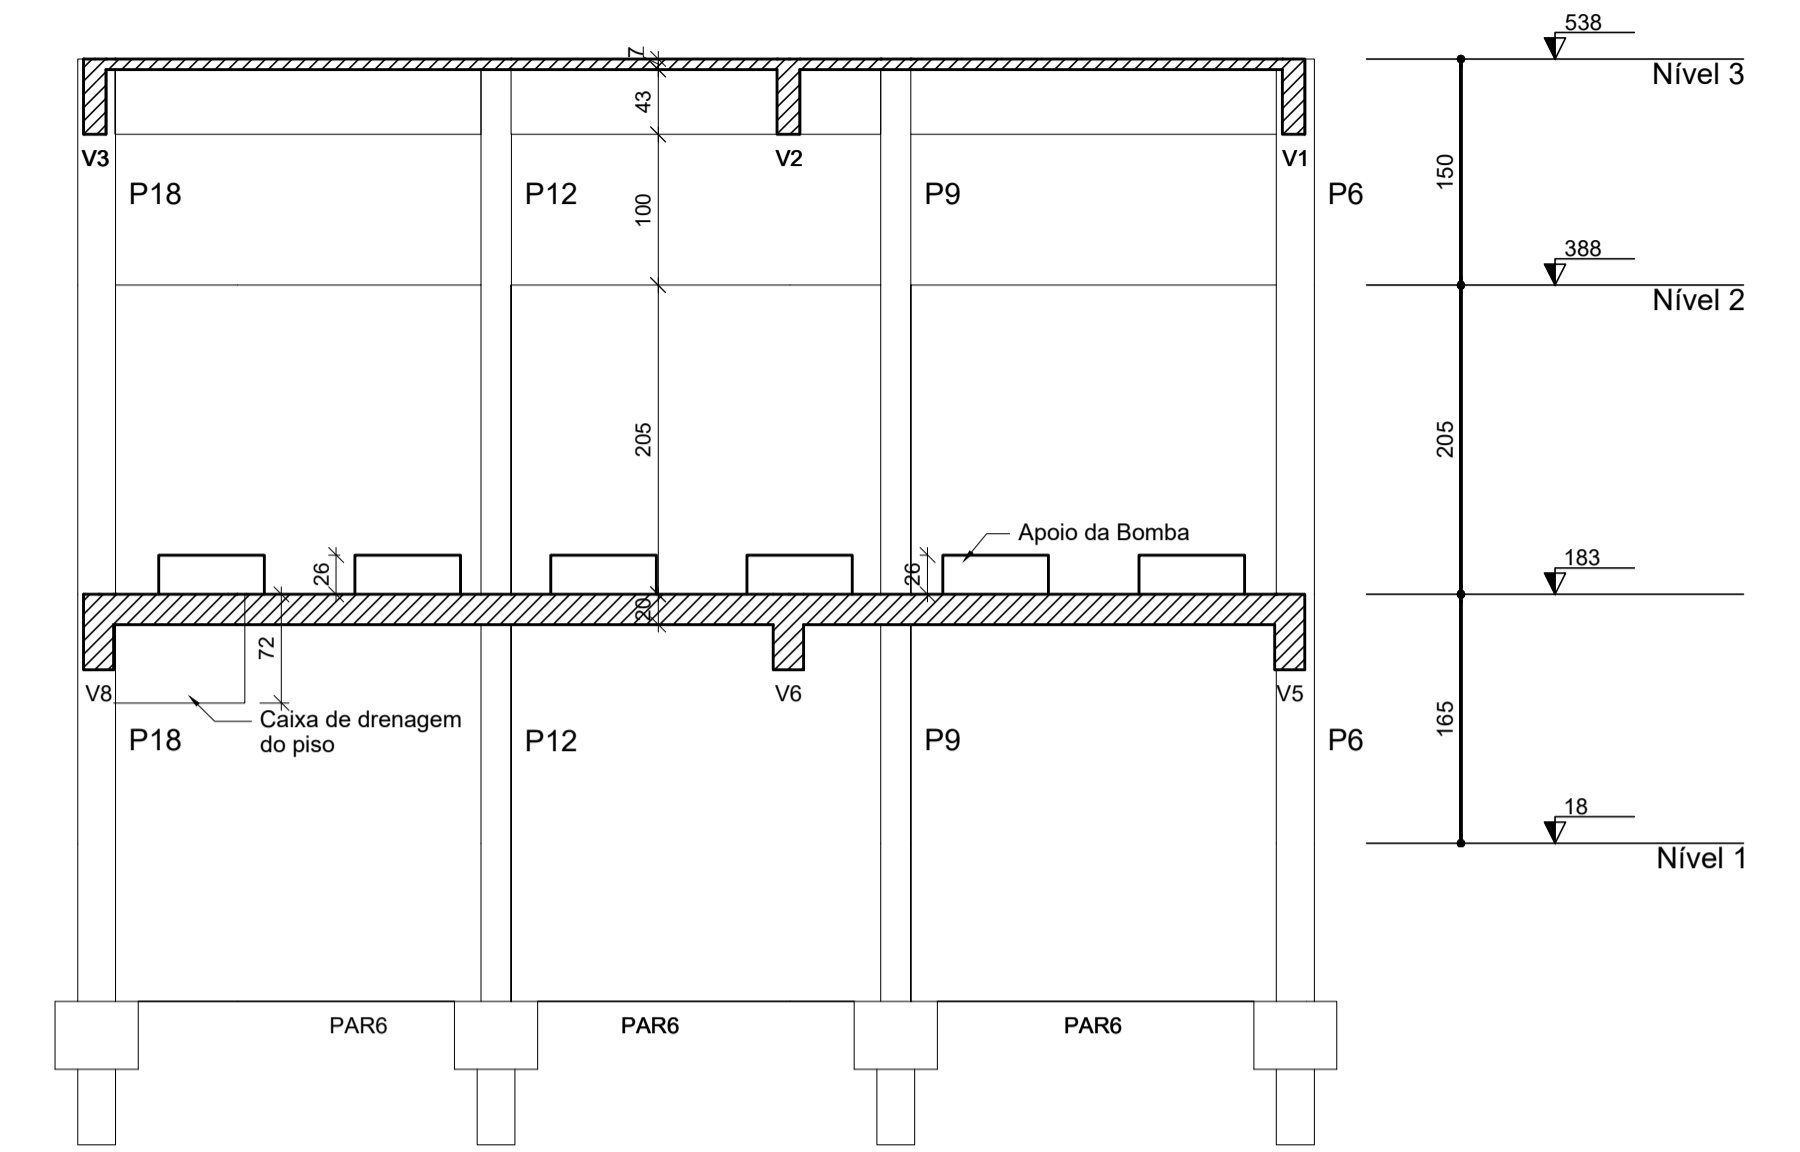 538
Nível 3
7
43
V3
V2
V1
P18
P12
100
P9
P6
150
388
Nível 2
205
205
Apoio da Bomba
26
26
183
20
72
V8
V6
V5
Caixa de drenagem
do piso
P18
P12
P9
P6
165
18
Nível 1
PAR6
PAR6
PAR6